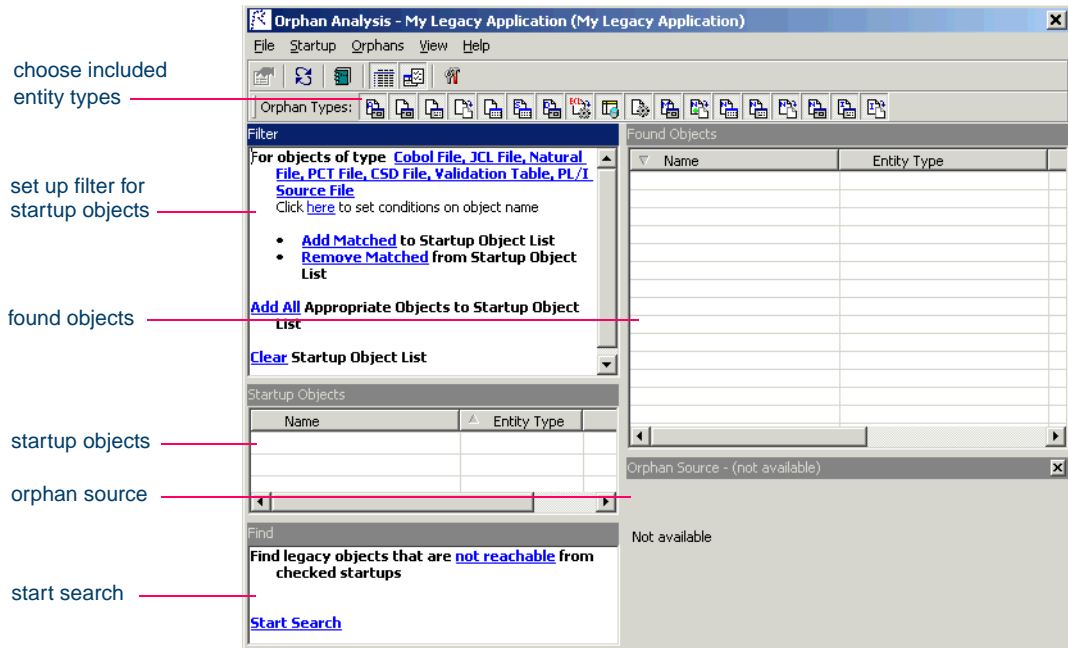 Orphan Analysis - My Legacy Application (My Legacy Application)
File Startup Orphans View Help
choose included
entity types
Orphan Types:
Filter
For objects of type Cobol File, JCL File, Natural
File, PCT File, CSD File, Validation Table, PL/I
Source File
Click here to set conditions on object name
• Add Matched to Startup Object List
• Remove Matched from Startup Object
List
Add All Appropriate Objects to Startup Object
List
Clear Startup Object List
set up filter for
startup objects
Found Objects
Name Entity Type
found objects
Startup Objects
Name Entity Type
startup objects
Orphan Source - (not available)
Not available
orphan source
Find
Find legacy objects that are not reachable from
checked startups
Start Search
start search